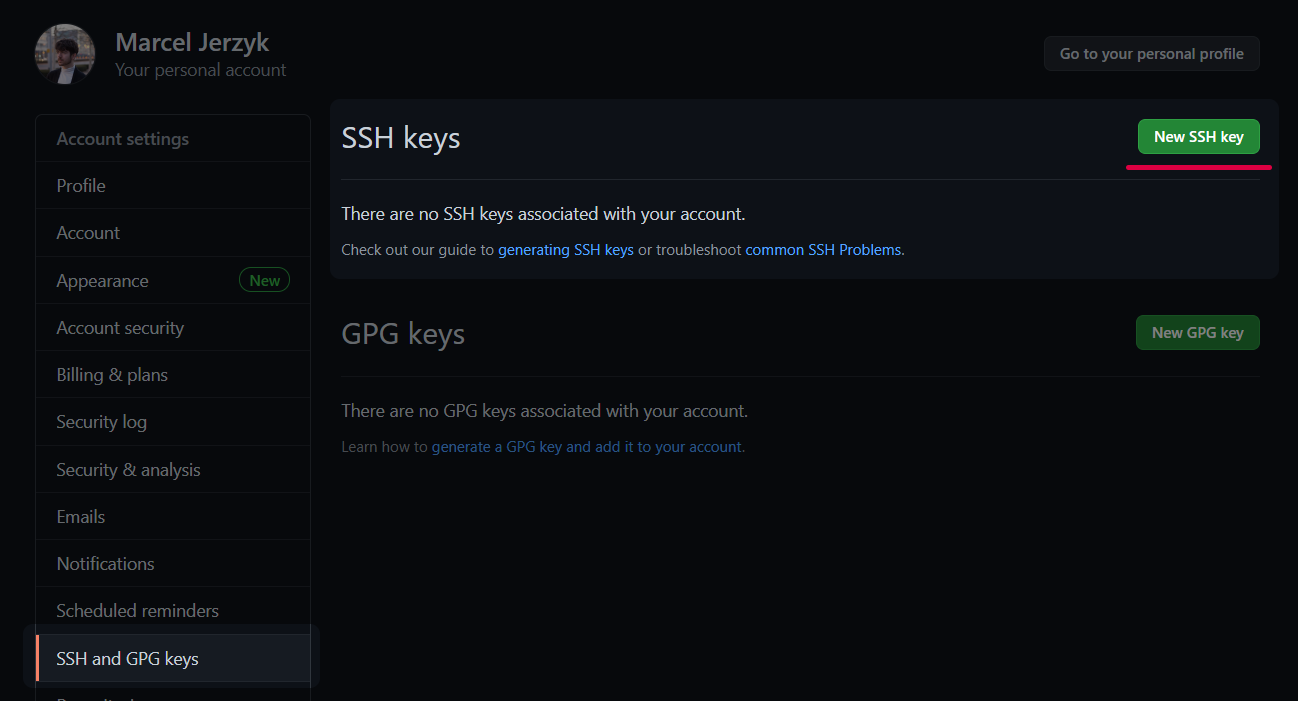 Marcel Jerzyk
Your personal account
Go to your personal profile
Account settings
Profile
Account
Appearance New
Account security
Billing & plans
Security log
Security & analysis
Emails
Notifications
Scheduled reminders
SSH and GPG keys
SSH keys
New SSH key
There are no SSH keys associated with your account.
Check out our guide to generating SSH keys or troubleshoot common SSH Problems.
GPG keys
New GPG key
There are no GPG keys associated with your account.
Learn how to generate a GPG key and add it to your account.